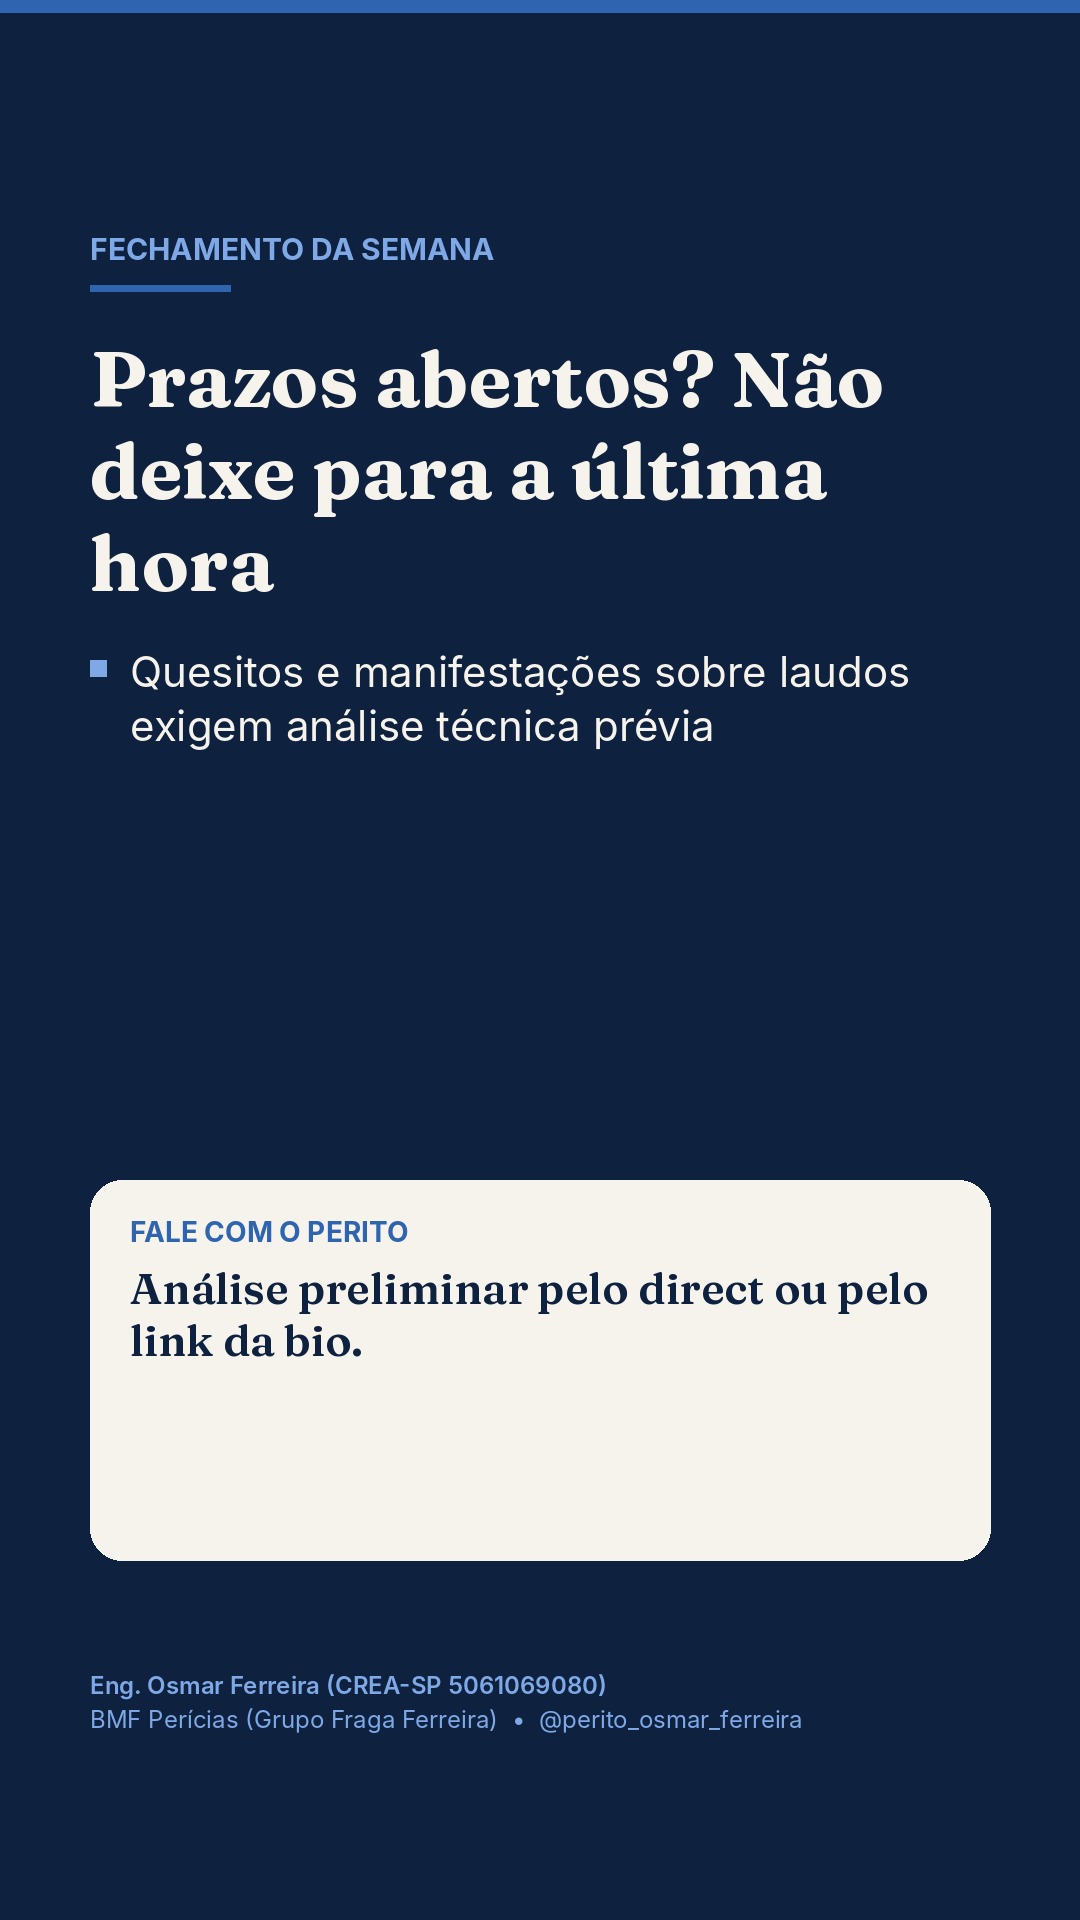 FECHAMENTO DA SEMANA
Prazos abertos? Não
deixe para a última
hora
Quesitos e manifestações sobre laudos
exigem análise técnica prévia
FALE COM O PERITO
Análise preliminar pelo direct ou pelo
link da bio.
Eng. Osmar Ferreira (CREA-SP 5061069080)
BMF Perícias (Grupo Fraga Ferreira) • @perito_osmar_ferreira